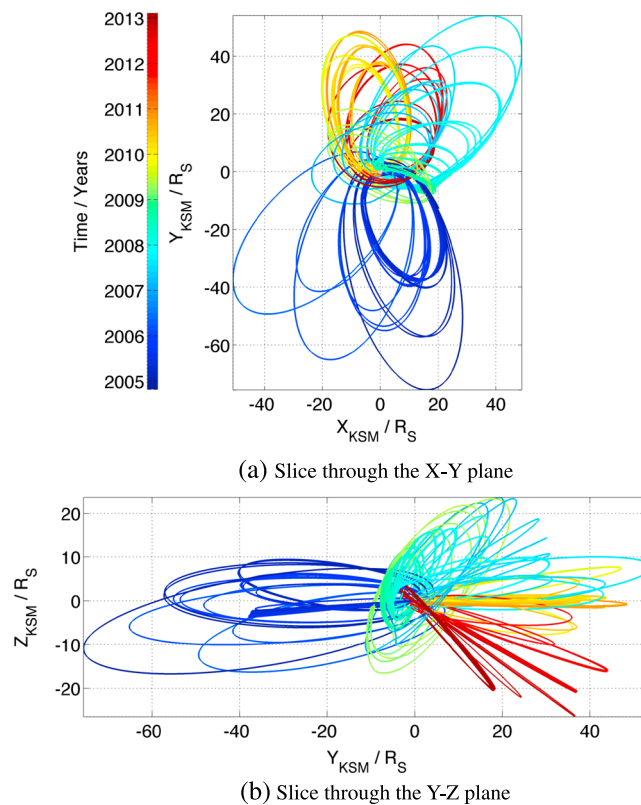 2013
2012
2011
2010
2009
2008
2007
2006
2005
Time / Years
40
20
0
-20
-40
-60
Y_KSM / R_S
-40 -20 0 20 40
X_KSM / R_S
(a) Slice through the X-Y plane
20
10
0
-10
-20
Z_KSM / R_S
-60 -40 -20 0 20 40
Y_KSM / R_S
(b) Slice through the Y-Z plane